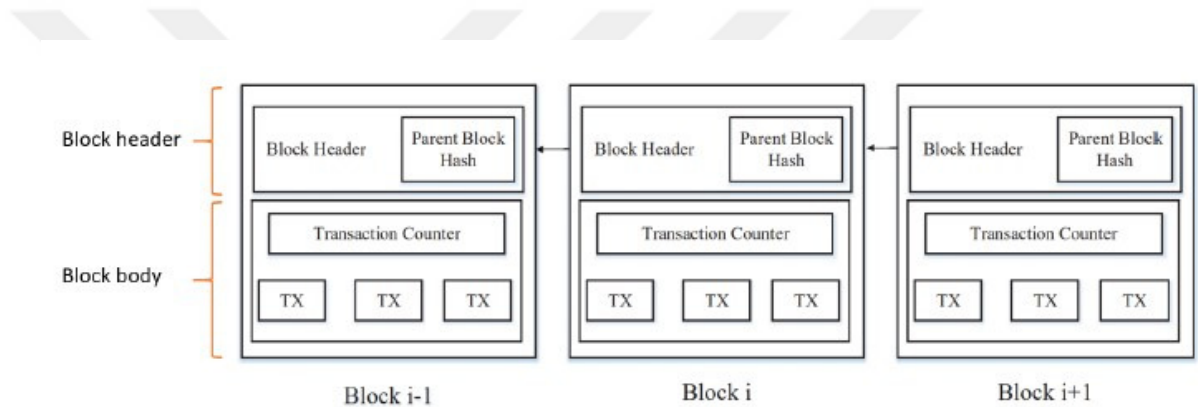 Block header
Block Header
Parent Block
Hash
Block Header
Parent Block
Hash
Block Header
Parent Block
Hash
Block body
Transaction Counter
Transaction Counter
Transaction Counter
TX TX TX
TX TX TX
TX TX TX
Block i-1
Block i
Block i+1